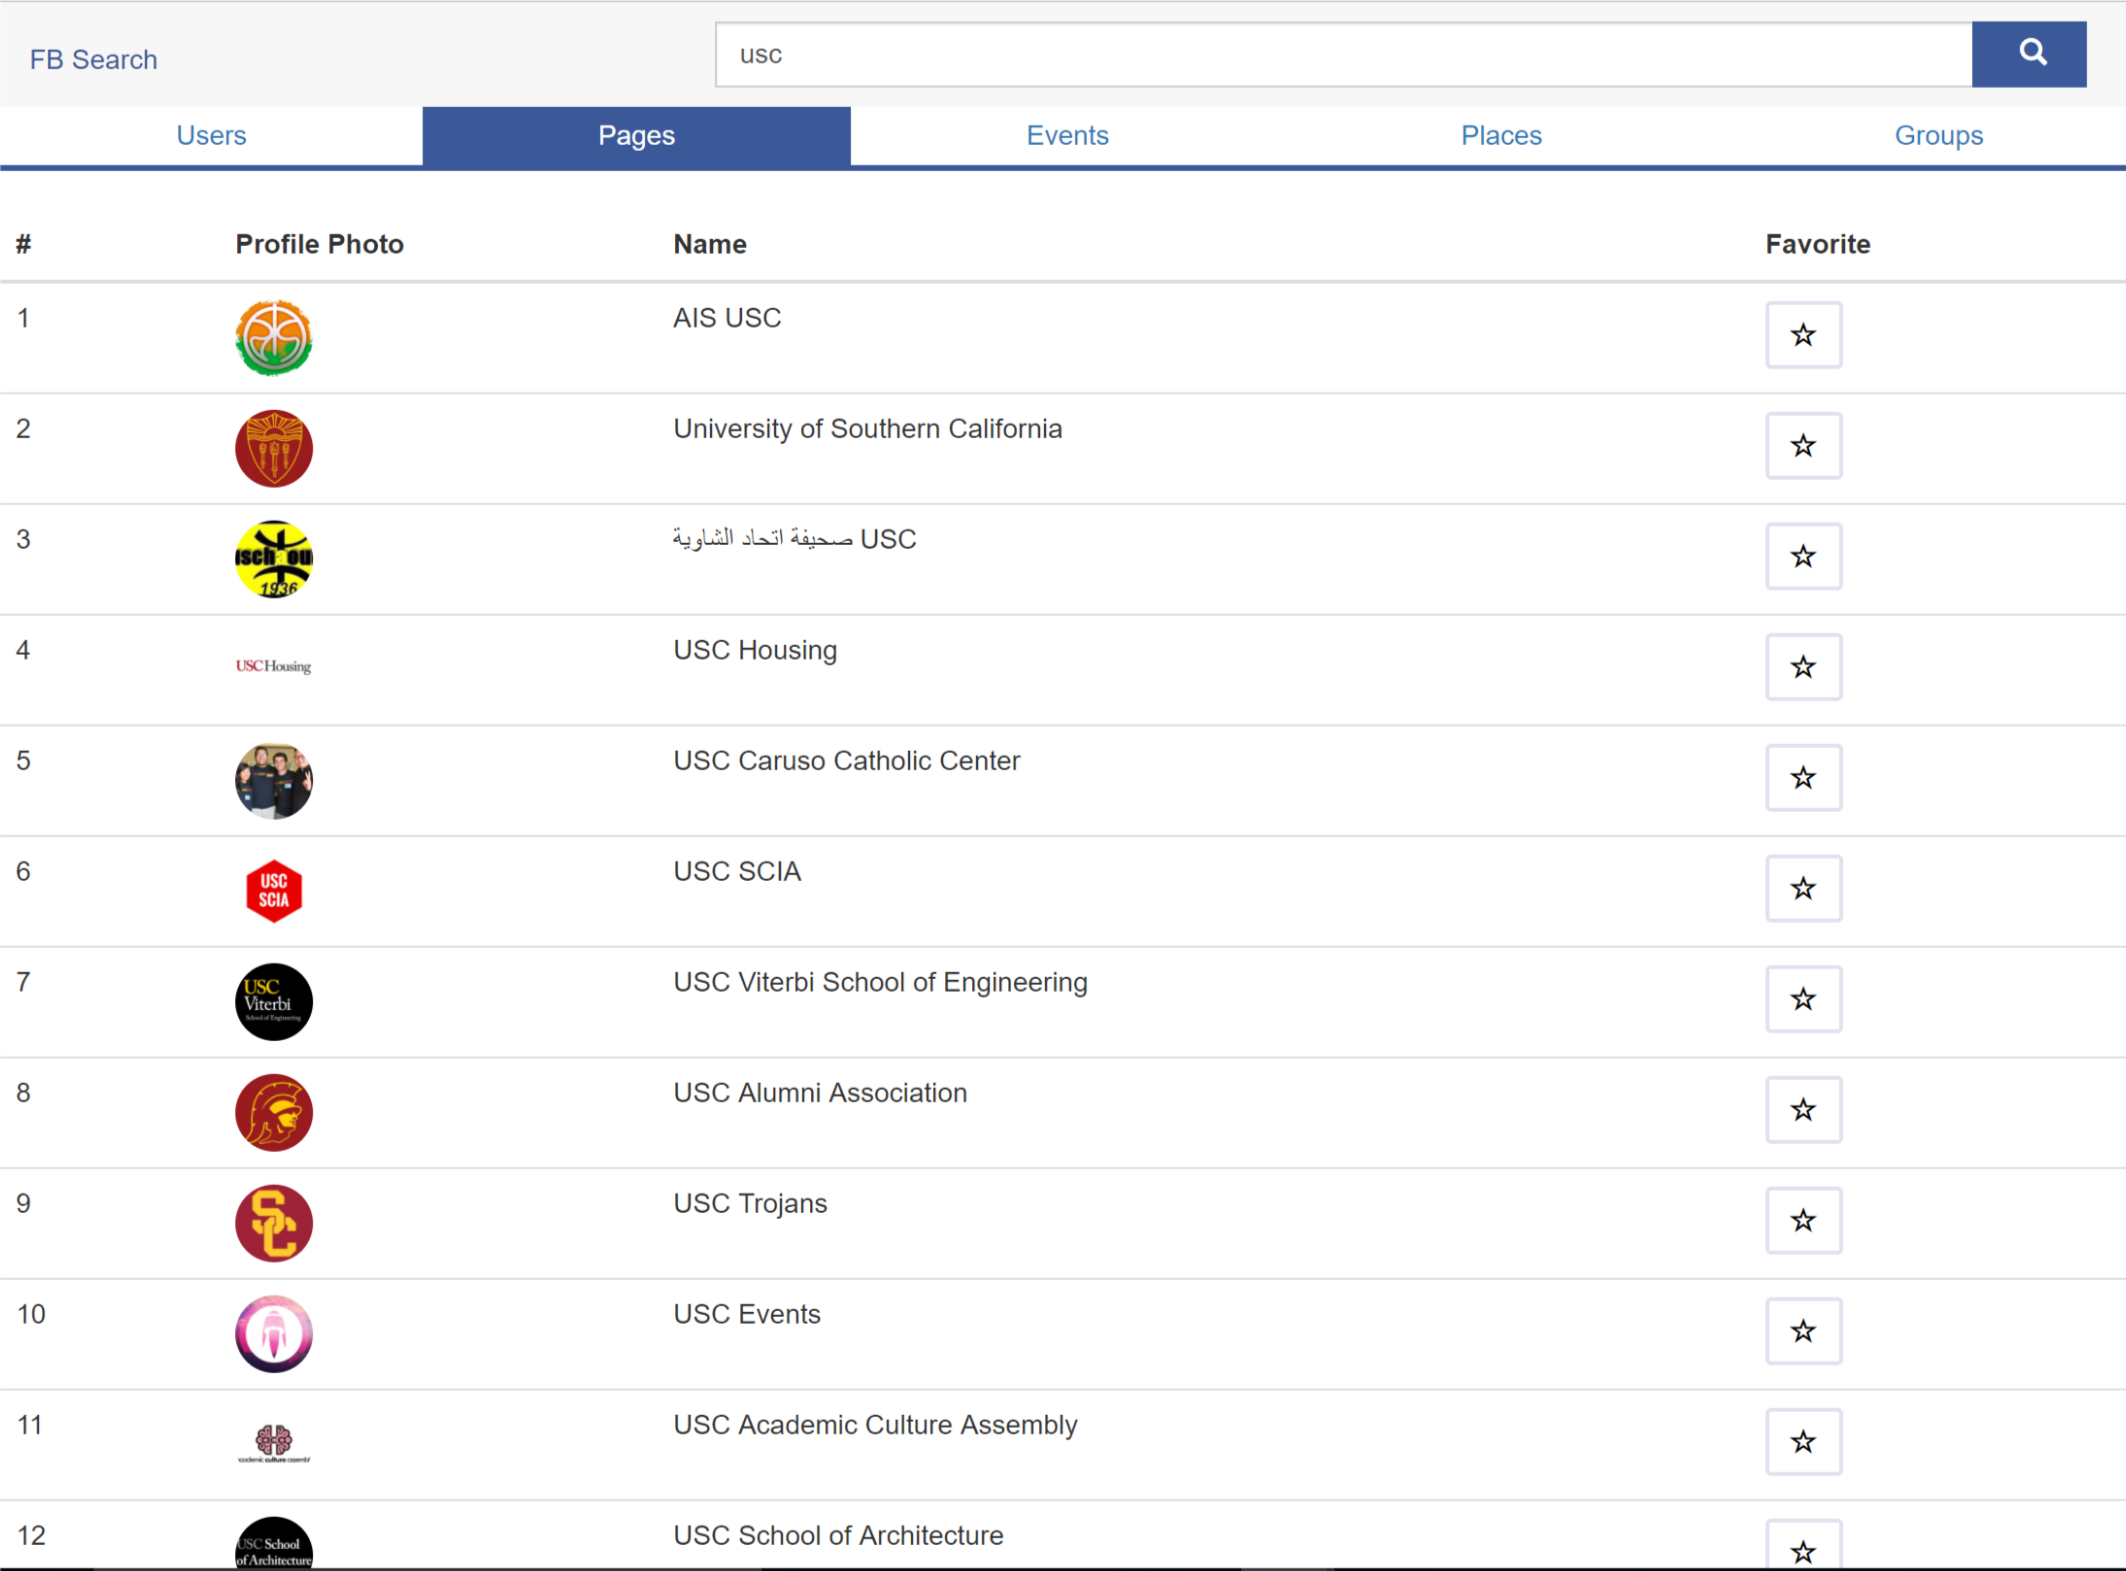 FB Search
usc
Users Pages Events Places Groups
# Profile Photo Name Favorite
1 AIS USC
2 University of Southern California
3 صحيفة اتحاد الشاوية USC
1936
4 USC Housing USC Housing
5 USC Caruso Catholic Center
6 USC SCIA USC SCIA
7 USC Viterbi School of Engineering USC Viterbi School of Engineering
8 USC Alumni Association
9 SC USC Trojans
10 USC Events
11 USC Academic Culture Assembly
culture
12 USC School of Architecture USC School of Architecture